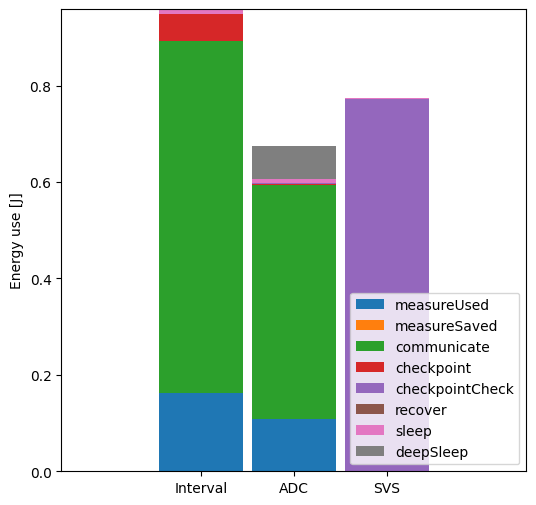 Energy use [J]
0.8
0.6
0.4
0.2
0.0
measureUsed
measureSaved
communicate
checkpoint
checkpointCheck
recover
sleep
deepSleep
Interval
ADC
SVS